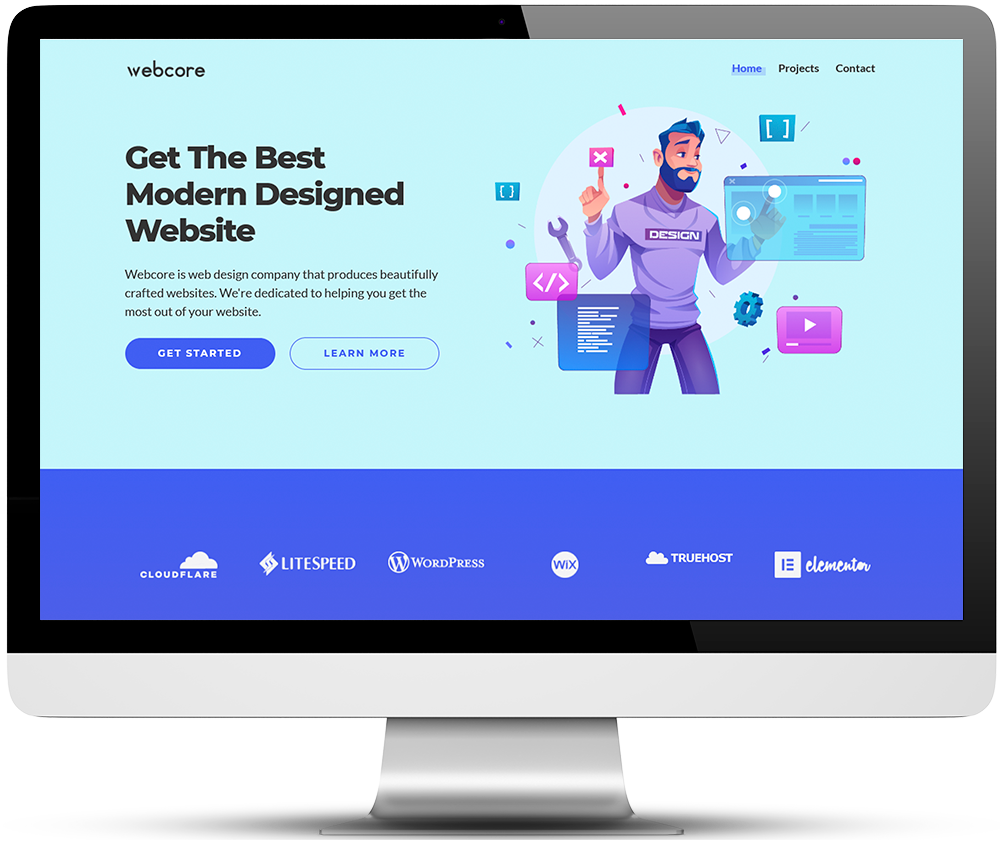 webcore
Home Projects Contact
Get The Best
Modern Designed
Website
Webcore is web design company that produces beautifully
crafted websites. We're dedicated to helping you get the
most out of your website.
GET STARTED LEARN MORE
[ ]
[ ]
DESIGN
</>
CLOUDFLARE LITESPEED WORDPRESS WiX TRUEHOST elementor